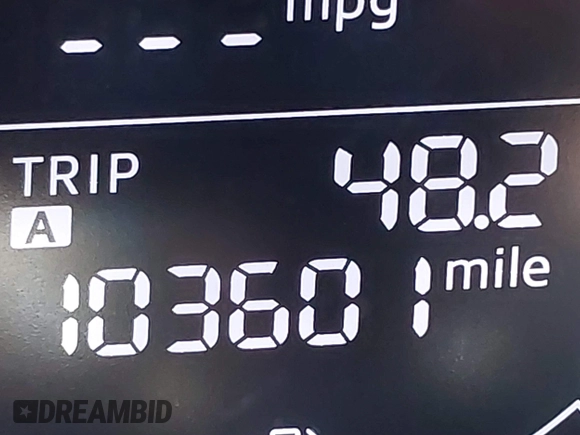 mpg
---
TRIP 48.2
A
103601 mile
DREAMBID